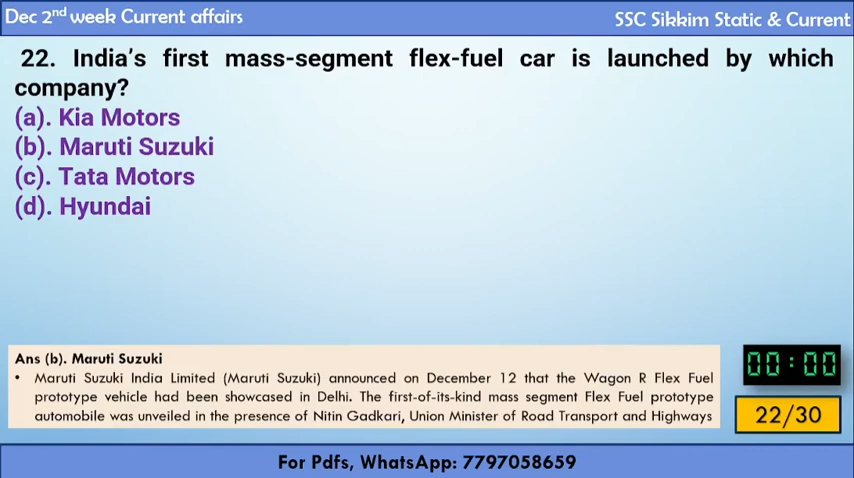 Dec 2nd week Current affairs
SSC Sikkim Static & Current
22. India's first mass-segment flex-fuel car is launched by which
company?
(a). Kia Motors
(b). Maruti Suzuki
(c). Tata Motors
(d). Hyundai
Ans (b). Maruti Suzuki
• Maruti Suzuki India Limited (Maruti Suzuki) announced on December 12 that the Wagon R Flex Fuel
prototype vehicle had been showcased in Delhi. The first-of-its-kind mass segment Flex Fuel prototype
automobile was unveiled in the presence of Nitin Gadkari, Union Minister of Road Transport and Highways
00:00
22/30
For Pdfs, WhatsApp: 7797058659